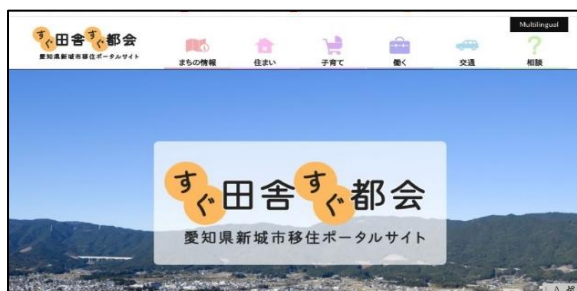 Multilingual
すぐ田舎すぐ都会
愛知県新城市移住ポータルサイト
まちの情報
住まい
子育て
働く
交通
相談
すぐ田舎すぐ都会
愛知県新城市移住ポータルサイト